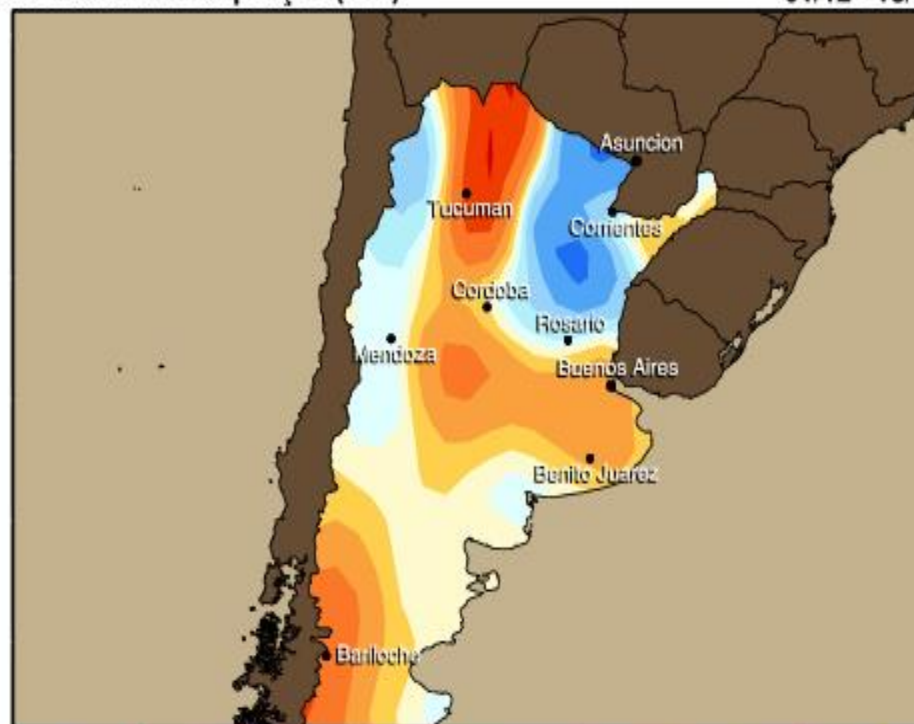 Asuncion
Tucuman
Corrientes
Cordoba
Rosario
Mendoza
Buenos Aires
Benito Juarez
Bariloche